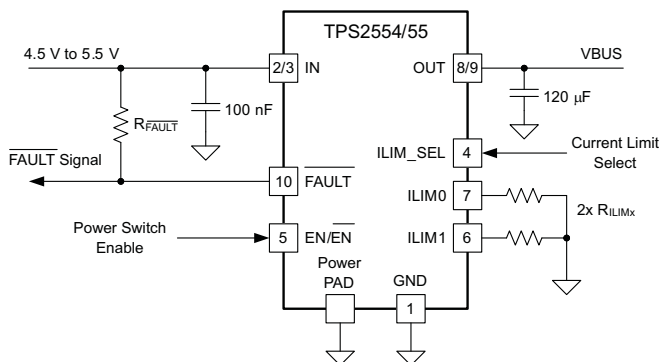 TPS2554/55
4.5 V to 5.5 V
2/3
IN
OUT
8/9
VBUS
100 nF
120 μF
R_FAULT̅
FAULT̅ Signal
10
FAULT̅
ILIM_SEL
4
Current Limit
Select
ILIM0
7
2x R_ILIMx
Power Switch
Enable
5
EN/EN̅
ILIM1
6
Power
PAD
GND
1